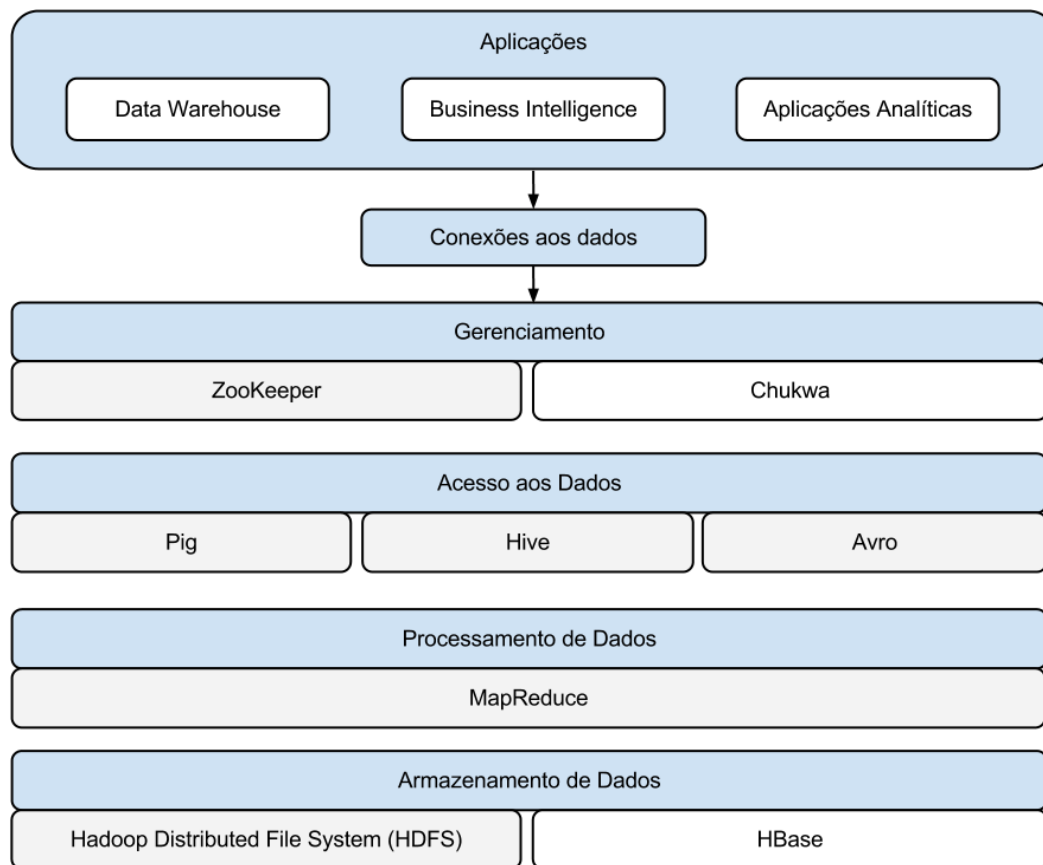 Aplicações
Data Warehouse
Business Intelligence
Aplicações Analíticas
Conexões aos dados
Gerenciamento
ZooKeeper
Chukwa
Acesso aos Dados
Pig
Hive
Avro
Processamento de Dados
MapReduce
Armazenamento de Dados
Hadoop Distributed File System (HDFS)
HBase